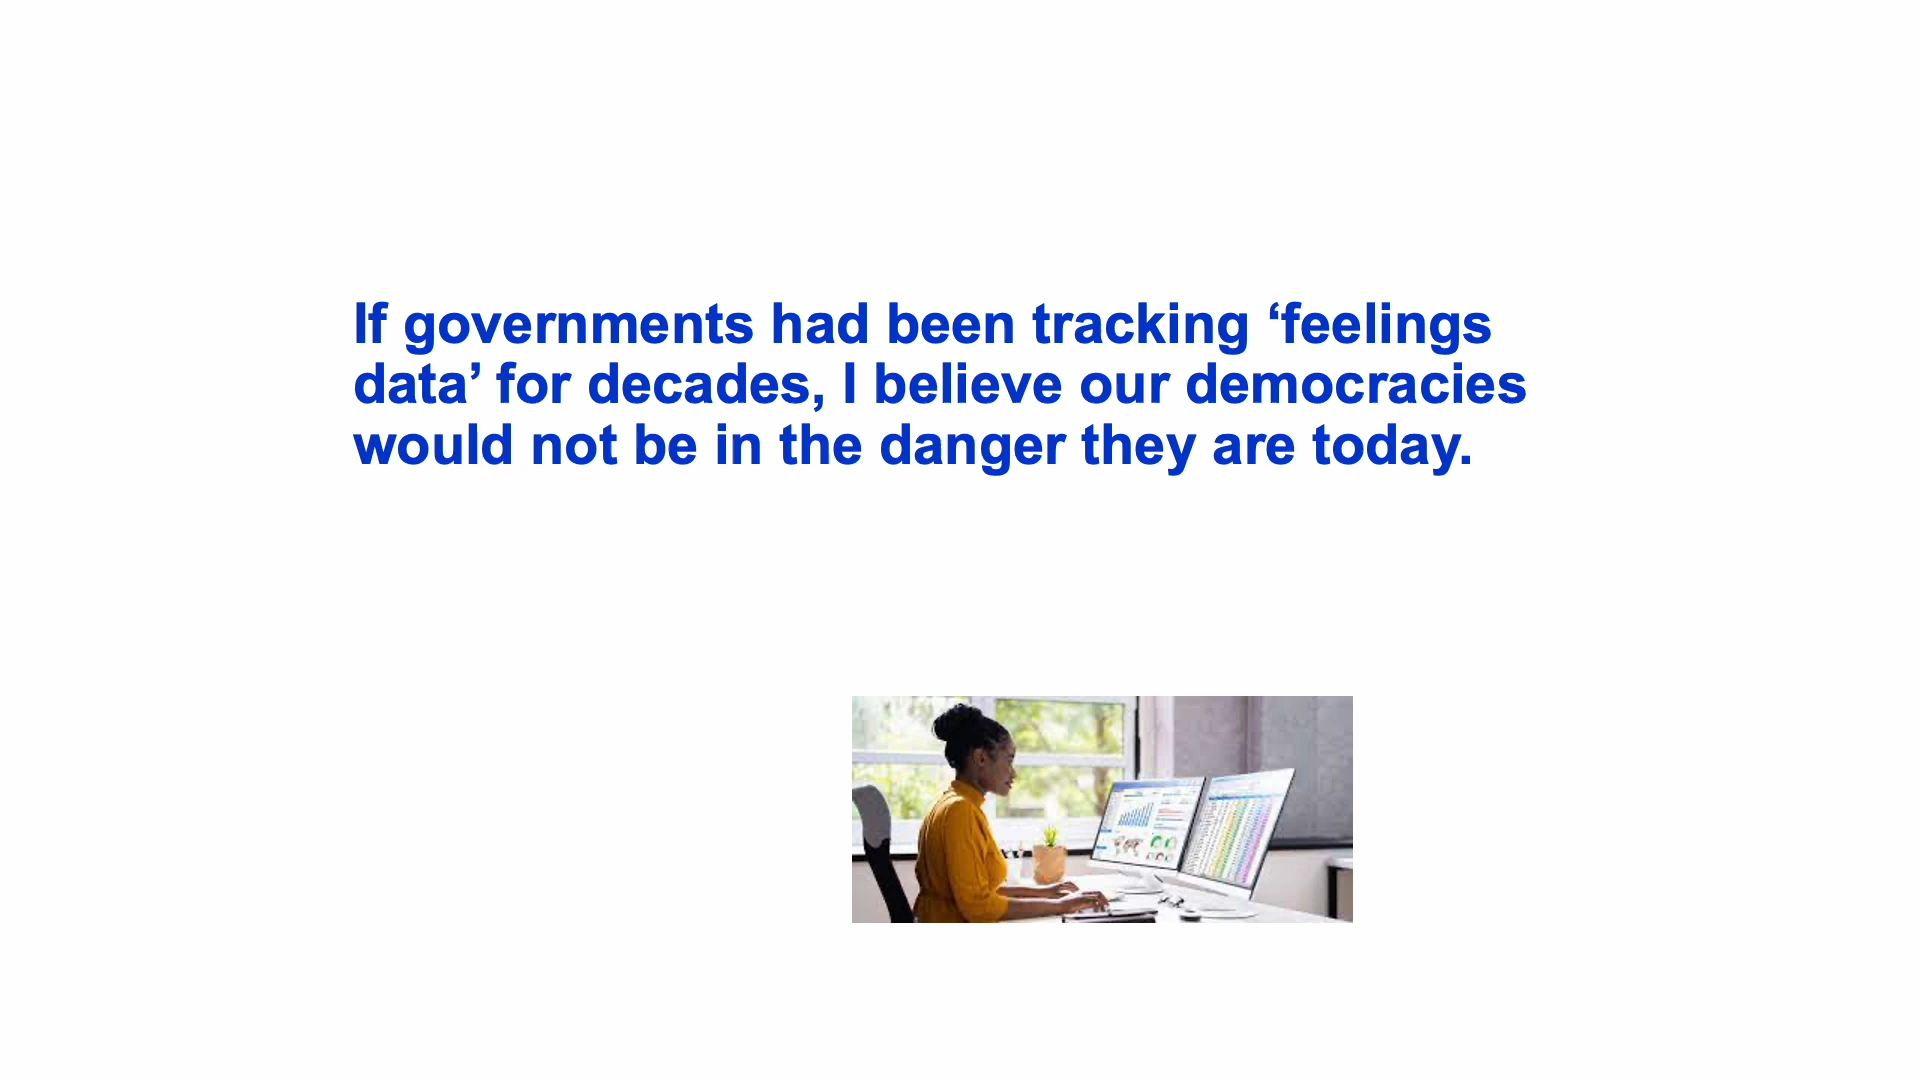 If governments had been tracking ‘feelings
data’ for decades, I believe our democracies
would not be in the danger they are today.